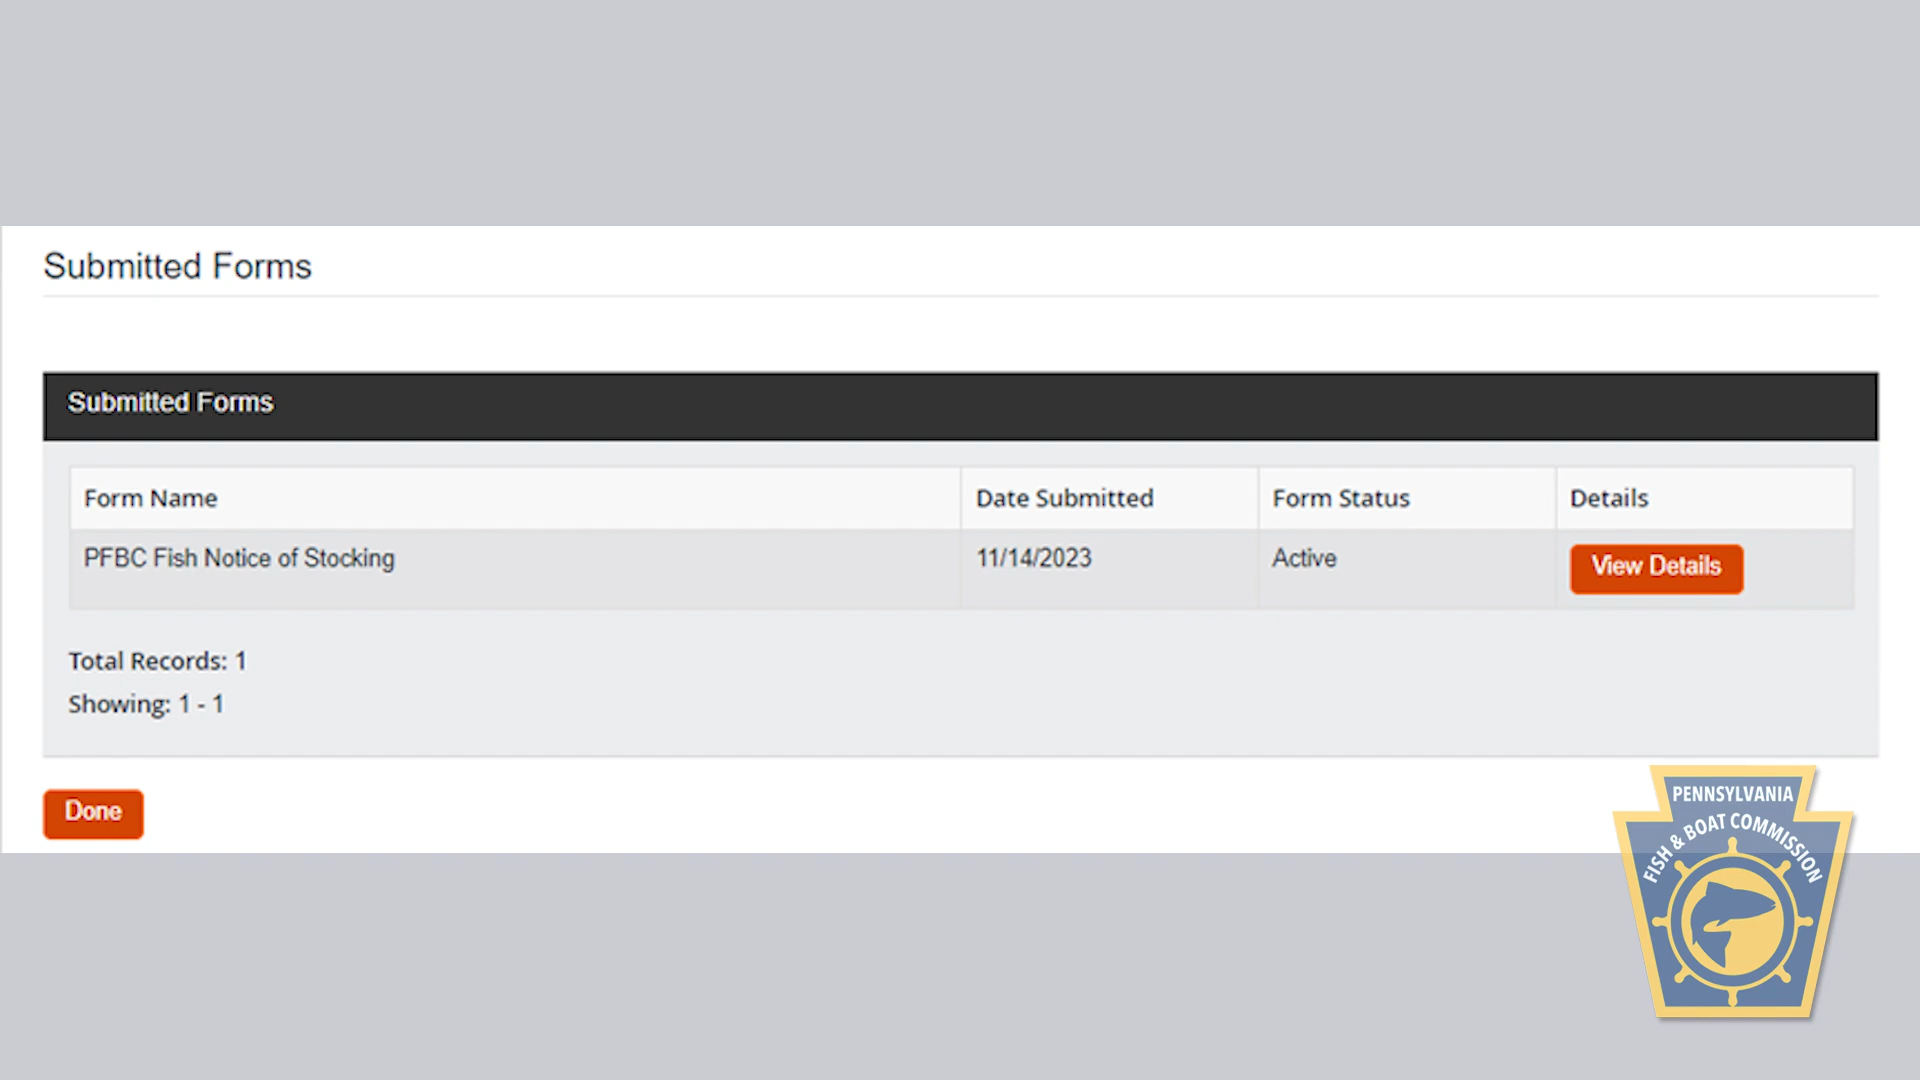 Submitted Forms
Submitted Forms
Form Name Date Submitted Form Status Details
PFBC Fish Notice of Stocking 11/14/2023 Active View Details
Total Records: 1
Showing: 1 - 1
Done
PENNSYLVANIA
FISH & BOAT COMMISSION